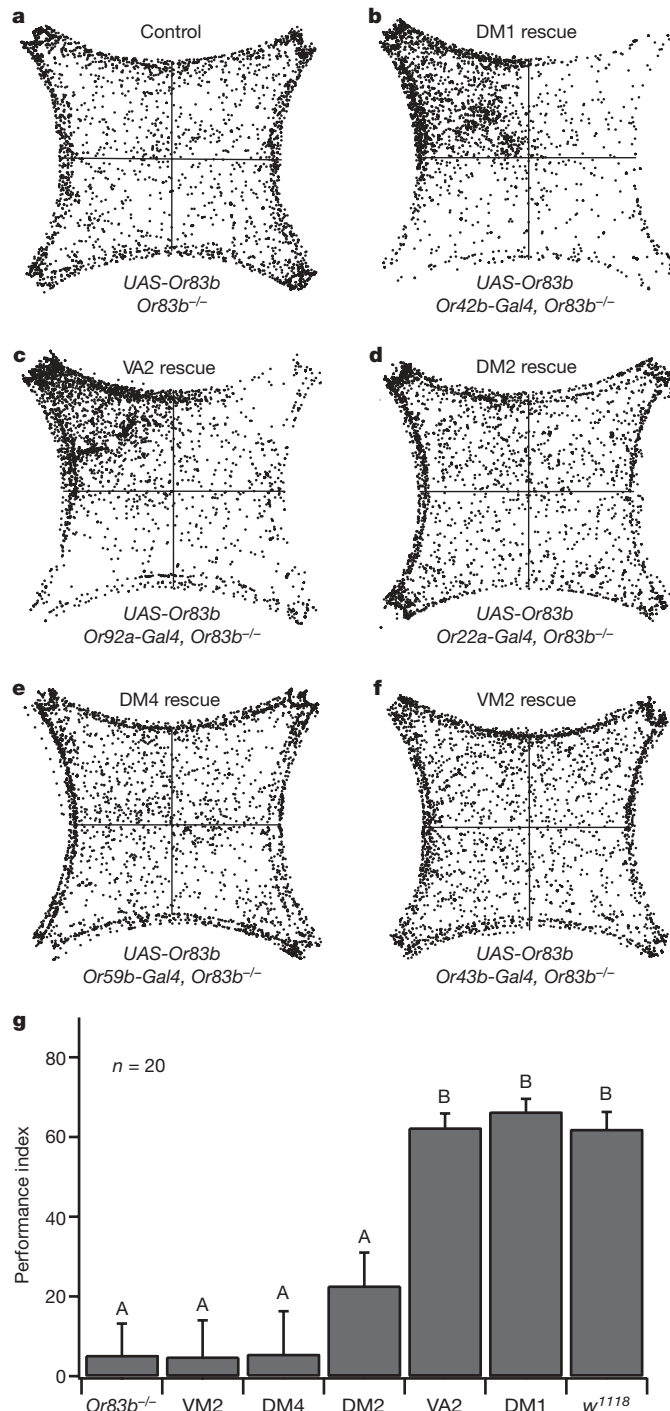 a
Control
UAS-Or83b
Or83b–/–
b
DM1 rescue
UAS-Or83b
Or42b-Gal4, Or83b–/–
c
VA2 rescue
UAS-Or83b
Or92a-Gal4, Or83b–/–
d
DM2 rescue
UAS-Or83b
Or22a-Gal4, Or83b–/–
e
DM4 rescue
UAS-Or83b
Or59b-Gal4, Or83b–/–
f
VM2 rescue
UAS-Or83b
Or43b-Gal4, Or83b–/–
g
n = 20
Performance index
80
60
40
20
0
A A A A B B B
Or83b–/– VM2 DM4 DM2 VA2 DM1 w1118